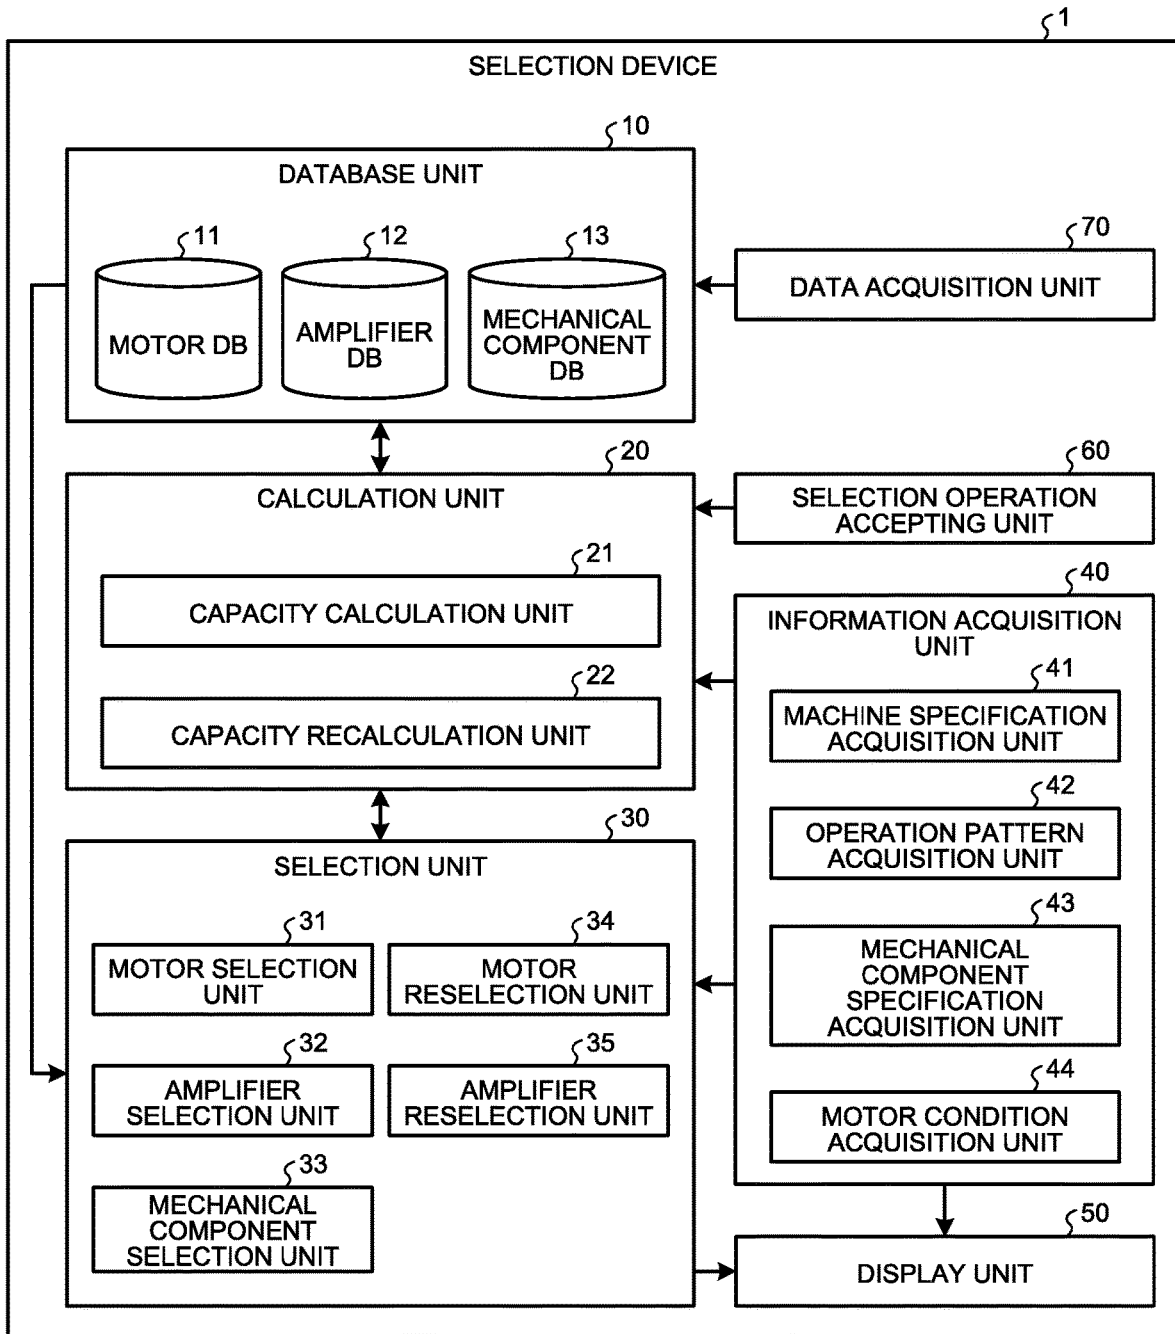 1
SELECTION DEVICE
10
DATABASE UNIT
11
12
13
MOTOR DB
AMPLIFIER
DB
MECHANICAL
COMPONENT
DB
70
DATA ACQUISITION UNIT
20
CALCULATION UNIT
21
CAPACITY CALCULATION UNIT
22
CAPACITY RECALCULATION UNIT
60
SELECTION OPERATION
ACCEPTING UNIT
40
INFORMATION ACQUISITION
UNIT
41
MACHINE SPECIFICATION
ACQUISITION UNIT
42
OPERATION PATTERN
ACQUISITION UNIT
43
MECHANICAL
COMPONENT
SPECIFICATION
ACQUISITION UNIT
44
MOTOR CONDITION
ACQUISITION UNIT
30
SELECTION UNIT
31
MOTOR SELECTION
UNIT
34
MOTOR
RESELECTION UNIT
32
AMPLIFIER
SELECTION UNIT
35
AMPLIFIER
RESELECTION UNIT
33
MECHANICAL
COMPONENT
SELECTION UNIT
50
DISPLAY UNIT